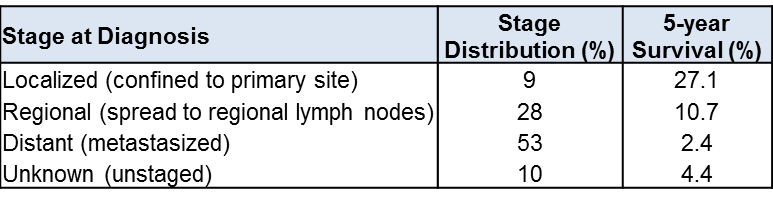 Stage at Diagnosis Stage Distribution (%) 5-year Survival (%)
Localized (confined to primary site) 9 27.1
Regional (spread to regional lymph nodes) 28 10.7
Distant (metastasized) 53 2.4
Unknown (unstaged) 10 4.4